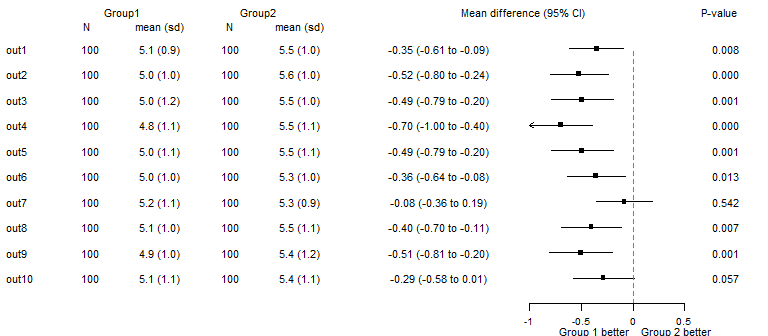 Group1 Group2 Mean difference (95% CI) P-value
N mean (sd) N mean (sd)
out1 100 5.1 (0.9) 100 5.5 (1.0) -0.35 (-0.61 to -0.09) 0.008
out2 100 5.0 (1.0) 100 5.6 (1.0) -0.52 (-0.80 to -0.24) 0.000
out3 100 5.0 (1.2) 100 5.5 (1.0) -0.49 (-0.79 to -0.20) 0.001
out4 100 4.8 (1.1) 100 5.5 (1.1) -0.70 (-1.00 to -0.40) 0.000
out5 100 5.0 (1.1) 100 5.5 (1.1) -0.49 (-0.79 to -0.20) 0.001
out6 100 5.0 (1.0) 100 5.3 (1.0) -0.36 (-0.64 to -0.08) 0.013
out7 100 5.2 (1.1) 100 5.3 (0.9) -0.08 (-0.36 to 0.19) 0.542
out8 100 5.1 (1.0) 100 5.5 (1.1) -0.40 (-0.70 to -0.11) 0.007
out9 100 4.9 (1.0) 100 5.4 (1.2) -0.51 (-0.81 to -0.20) 0.001
out10 100 5.1 (1.1) 100 5.4 (1.1) -0.29 (-0.58 to 0.01) 0.057
-1 -0.5 0 0.5
Group 1 better Group 2 better